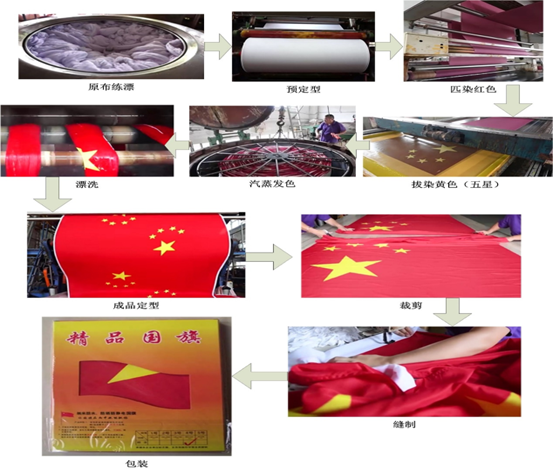 原布练漂
预定型
匹染红色
拔染黄色（五星）
汽蒸发色
漂洗
成品定型
裁剪
缝制
精品国旗
包装